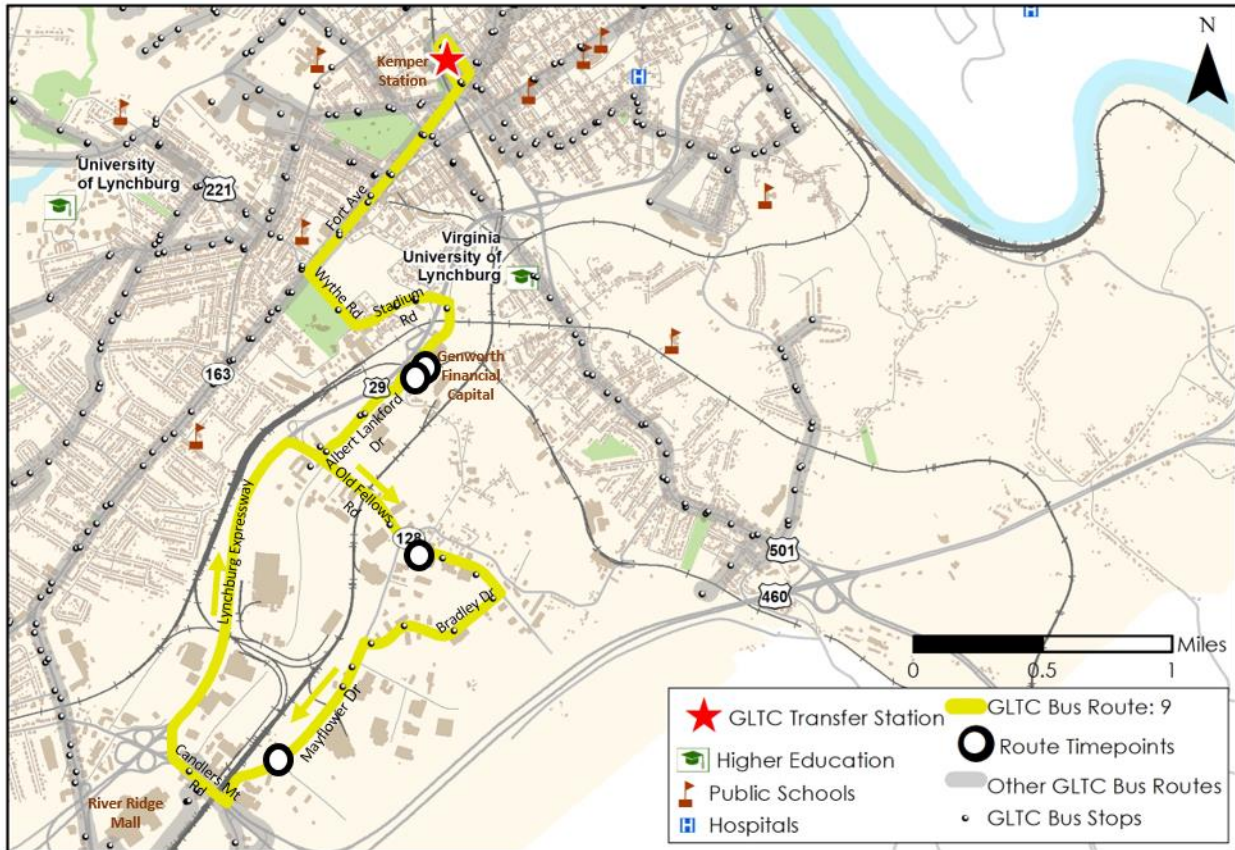 N
Kemper
Station
University
of Lynchburg
221
Fort Ave
Virginia
University of
Lynchburg
Wythe Rd
Stadium
Rd
Genworth
Financial
Capital
163
29
Albert Lankford
Dr
Old Fellows
Rd
Lynchburg Expressway
128
501
460
Bradley Dr
Mayflower Dr
Candlers Mt
Rd
River Ridge
Mall
Miles
0
0.5
1
GLTC Transfer Station
Higher Education
Public Schools
H
Hospitals
GLTC Bus Route: 9
Route Timepoints
Other GLTC Bus Routes
GLTC Bus Stops
H
H